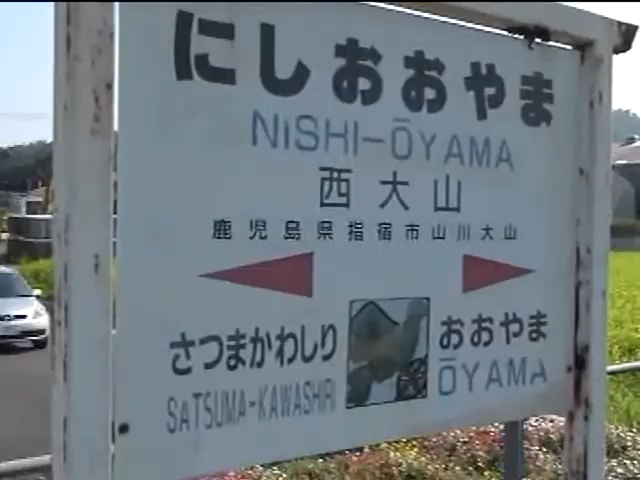 にしおおやま
NISHI-ŌYAMA
西大山
鹿児島県指宿市山川大山
さつまかわしり おおやま
SATSUMA-KAWASHIRI ŌYAMA